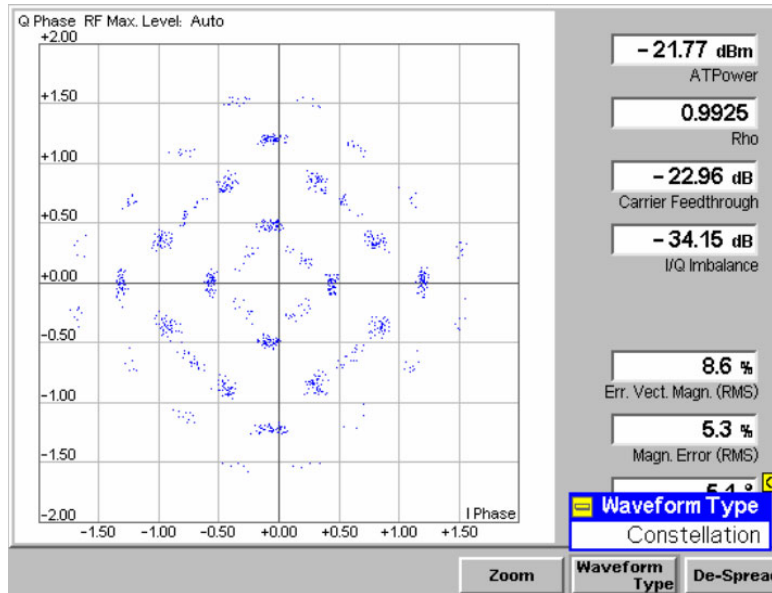 Q Phase RF Max. Level: Auto
+2.00
+1.50
+1.00
+0.50
+0.00
-0.50
-1.00
-1.50
-2.00
I Phase
-1.50 -1.00 -0.50 +0.00 +0.50 +1.00 +1.50
-21.77 dBm
ATPower
0.9925
Rho
-22.96 dB
Carrier Feedthrough
-34.15 dB
I/Q Imbalance
8.6 %
Err. Vect. Magn. (RMS)
5.3 %
Magn. Error (RMS)
Waveform Type
Constellation
Zoom
Waveform
Type
De-Spread